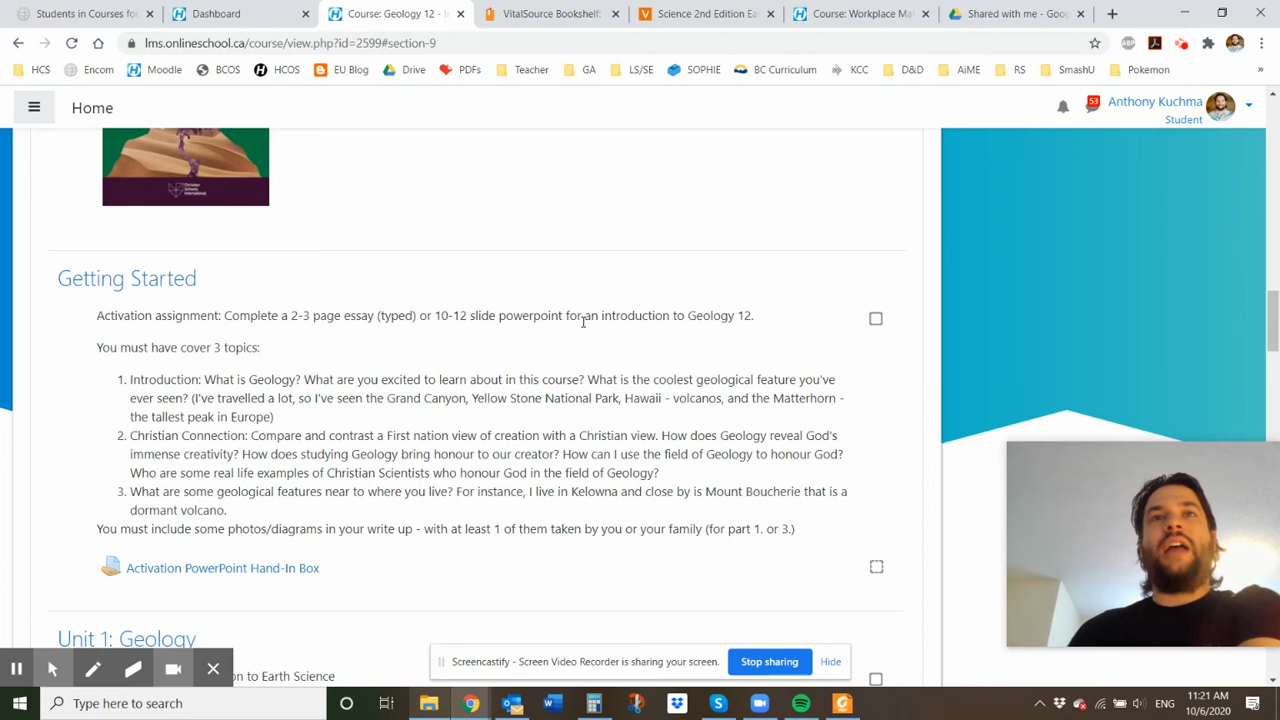 Students in Courses for
Dashboard
Course: Geology 12 - I
VitalSource Bookshelf:
Science 2nd Edition Ea
Course: Workplace Ma
Shared with me - Goog
lms.onlineschool.ca/course/view.php?id=2599#section-9
HCS
Encom
Moodle
BCOS
HCOS
EU Blog
Drive
PDFs
Teacher
GA
LS/SE
SOPHIE
BC Curriculum
KCC
D&D
AiME
RS
SmashU
Pokemon
Home
53
Anthony Kuchma
Student
Christian
Schools
International
Getting Started
Activation assignment: Complete a 2-3 page essay (typed) or 10-12 slide powerpoint for an introduction to Geology 12.
You must have cover 3 topics:
1. Introduction: What is Geology? What are you excited to learn about in this course? What is the coolest geological feature you've
ever seen? (I've travelled a lot, so I've seen the Grand Canyon, Yellow Stone National Park, Hawaii - volcanos, and the Matterhorn -
the tallest peak in Europe)
2. Christian Connection: Compare and contrast a First nation view of creation with a Christian view. How does Geology reveal God's
immense creativity? How does studying Geology bring honour to our creator? How can I use the field of Geology to honour God?
Who are some real life examples of Christian Scientists who honour God in the field of Geology?
3. What are some geological features near to where you live? For instance, I live in Kelowna and close by is Mount Boucherie that is a
dormant volcano.
You must include some photos/diagrams in your write up - with at least 1 of them taken by you or your family (for part 1. or 3.)
Activation PowerPoint Hand-In Box
Unit 1: Geology
on to Earth Science
Screencastify - Screen Video Recorder is sharing your screen.
Stop sharing
Hide
Type here to search
ENG
11:21 AM
10/6/2020